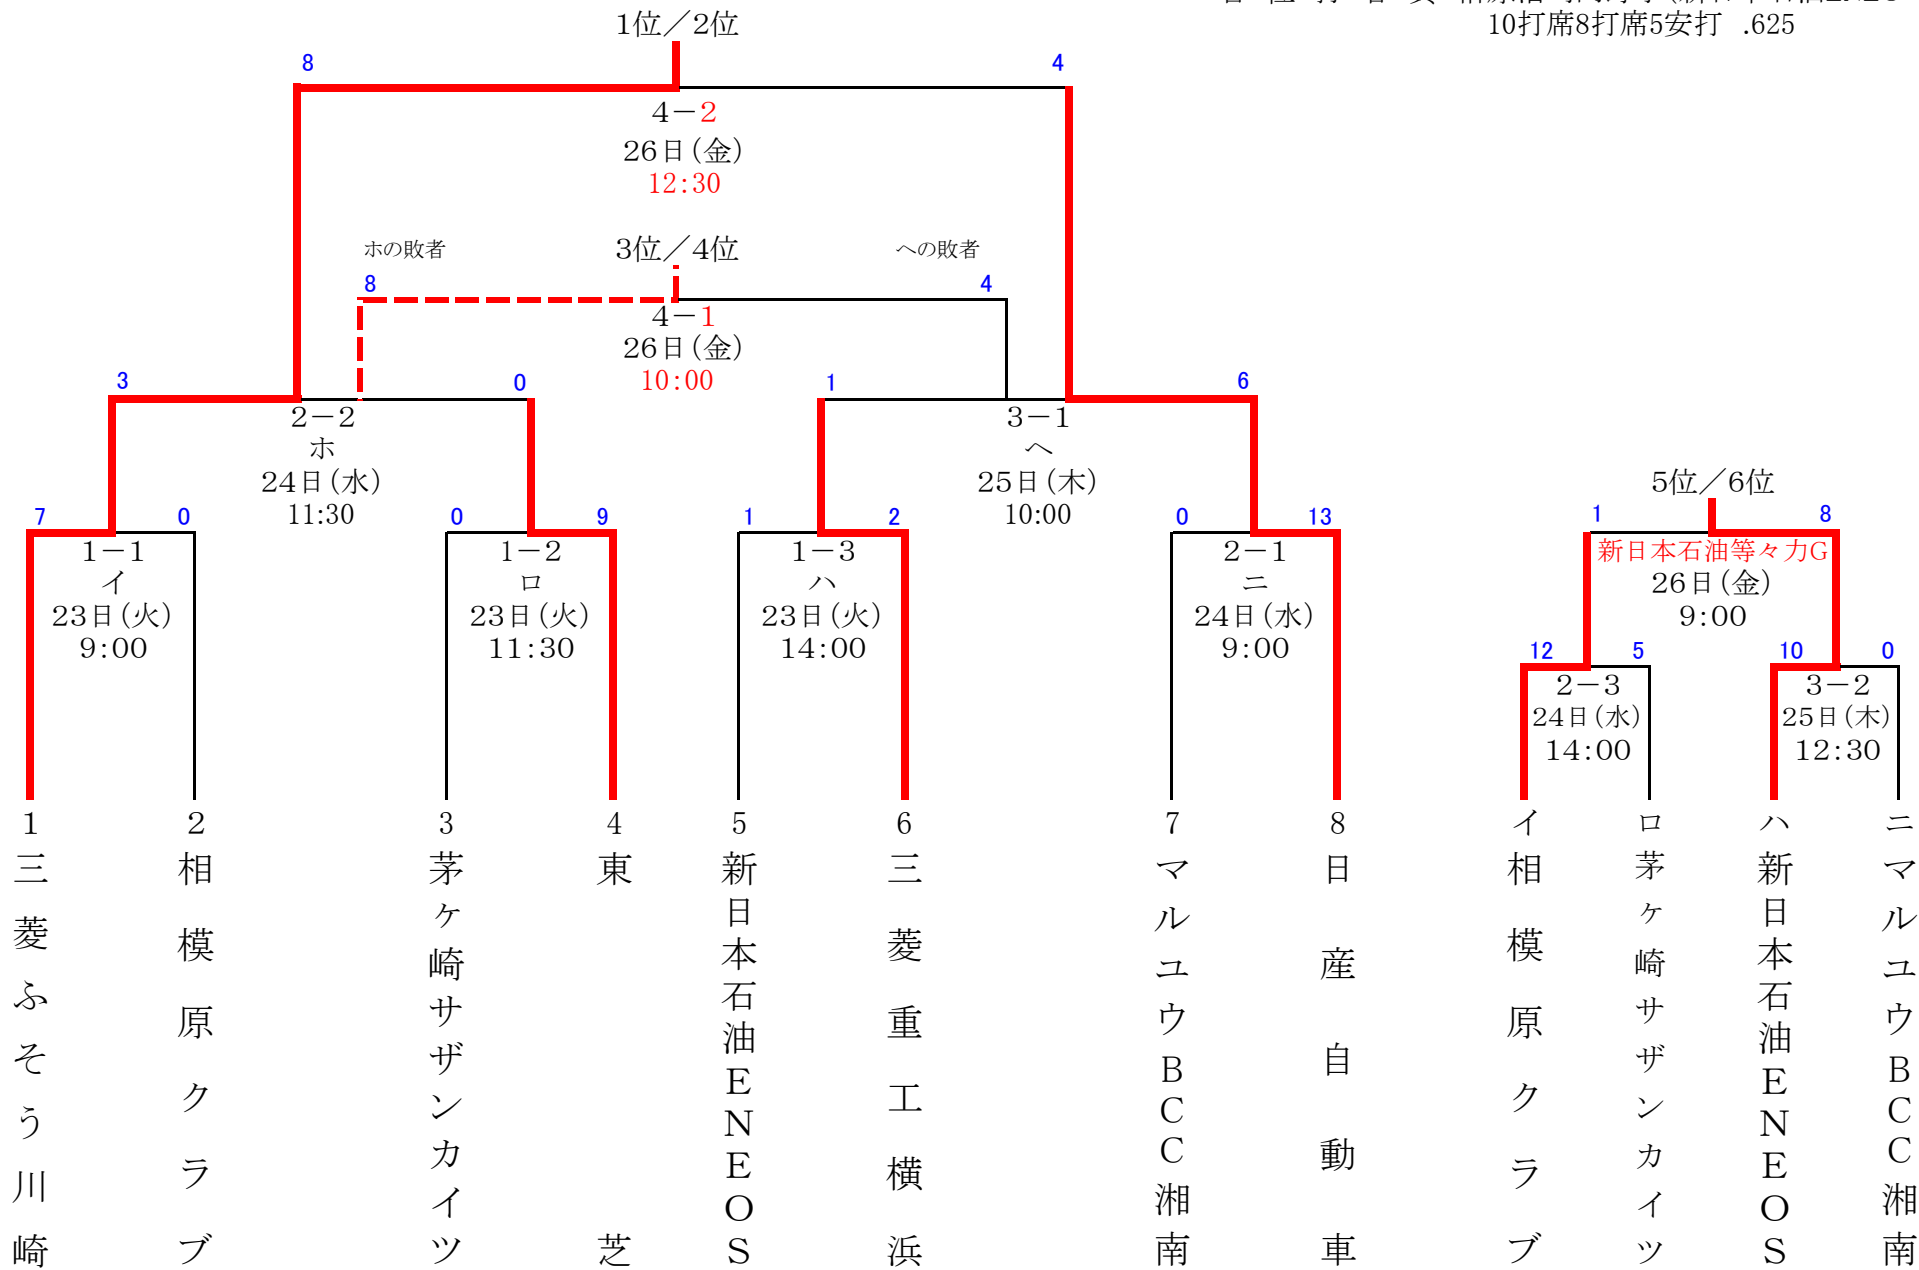 10打席8打席5安打 .625
1位／2位
8
4
4－2
26日(金)
12:30
ホの敗者
3位／4位
への敗者
8
4
4－1
26日(金)
10:00
3
0
1
6
2－2
ホ
24日(水)
11:30
3－1
ヘ
25日(木)
10:00
5位／6位
7
0
0
9
1
2
0
13
1
8
1－1
イ
23日(火)
9:00
1－2
ロ
23日(火)
11:30
1－3
ハ
23日(火)
14:00
2－1
ニ
24日(水)
9:00
新日本石油等々力G
26日(金)
9:00
12
5
10
0
2－3
24日(水)
14:00
3－2
25日(木)
12:30
1
三菱ふそう川崎
2
相模原クラブ
3
茅ヶ崎サザンカイツ
4
東芝
5
新日本石油ENEOS
6
三菱重工横浜
7
マルユウBCC湘南
8
日産自動車
イ
相模原クラブ
ロ
茅ヶ崎サザンカイツ
ハ
新日本石油ENEOS
ニ
マルユウBCC湘南